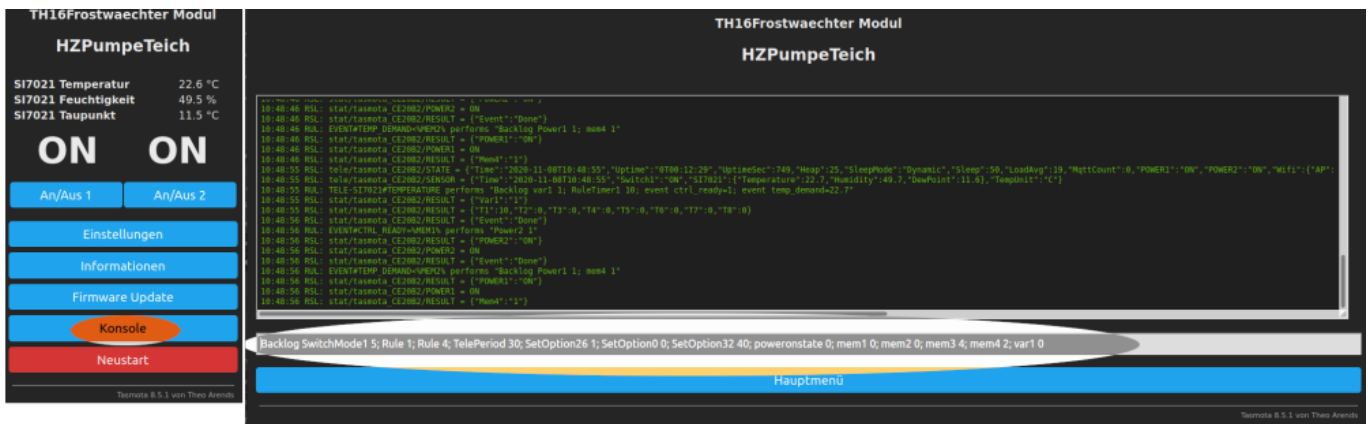 TH16Frostwaechter Modul
HZPumpeTeich
SI7021 Temperatur 22.6 °C
SI7021 Feuchtigkeit 49.5 %
SI7021 Taupunkt 11.5 °C
ON ON
An/Aus 1 An/Aus 2
Einstellungen
Informationen
Firmware Update
Konsole
Neustart
Tasmota 8.5.1 von Theo Arends
TH16Frostwaechter Modul
HZPumpeTeich
10:48:46 RSL: stat/tasmota_CE20B2/POWER2 = ON
10:48:46 RSL: stat/tasmota_CE20B2/RESULT = {"Event":"Done"}
10:48:46 RUL: EVENT#TEMP_DEMAND<%MEM2% performs "Backlog Power1 1; mem4 1"
10:48:46 RSL: stat/tasmota_CE20B2/RESULT = {"POWER1":"ON"}
10:48:46 RSL: stat/tasmota_CE20B2/POWER1 = ON
10:48:46 RSL: stat/tasmota_CE20B2/RESULT = {"Mem4":"1"}
10:48:55 RSL: tele/tasmota_CE20B2/STATE = {"Time":"2020-11-08T10:48:55","Uptime":"0T00:12:29","UptimeSec":749,"Heap":25,"SleepMode":"Dynamic","Sleep":50,"LoadAvg":19,"MqttCount":0,"POWER1":"ON","POWER2":"ON","Wifi":{"AP":
10:48:55 RSL: tele/tasmota_CE20B2/SENSOR = {"Time":"2020-11-08T10:48:55","Switch1":"ON","SI7021":{"Temperature":22.7,"Humidity":49.7,"DewPoint":11.6},"TempUnit":"C"}
10:48:55 RUL: TELE-SI7021#TEMPERATURE performs "Backlog var1 1; RuleTimer1 10; event ctrl_ready=1; event temp_demand=22.7"
10:48:55 RSL: stat/tasmota_CE20B2/RESULT = {"Var1":"1"}
10:48:55 RSL: stat/tasmota_CE20B2/RESULT = {"T1":10,"T2":0,"T3":0,"T4":0,"T5":0,"T6":0,"T7":0,"T8":0}
10:48:56 RSL: stat/tasmota_CE20B2/RESULT = {"Event":"Done"}
10:48:56 RUL: EVENT#CTRL_READY=%MEM1% performs "Power2 1"
10:48:56 RSL: stat/tasmota_CE20B2/RESULT = {"POWER2":"ON"}
10:48:56 RSL: stat/tasmota_CE20B2/POWER2 = ON
10:48:56 RSL: stat/tasmota_CE20B2/RESULT = {"Event":"Done"}
10:48:56 RUL: EVENT#TEMP_DEMAND<%MEM2% performs "Backlog Power1 1; mem4 1"
10:48:56 RSL: stat/tasmota_CE20B2/RESULT = {"POWER1":"ON"}
10:48:56 RSL: stat/tasmota_CE20B2/POWER1 = ON
10:48:56 RSL: stat/tasmota_CE20B2/RESULT = {"Mem4":"1"}
Backlog SwitchMode1 5; Rule 1; Rule 4; TelePeriod 30; SetOption26 1; SetOption0 0; SetOption32 40; poweronstate 0; mem1 0; mem2 0; mem3 4; mem4 2; var1 0
Hauptmenü
Tasmota 8.5.1 von Theo Arends